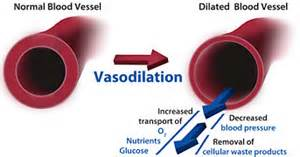 Normal Blood Vessel
Dilated Blood Vessel
Vasodilation
Increased
transport of
O2
Nutrients
Glucose
Decreased
blood pressure
Removal of
cellular waste products